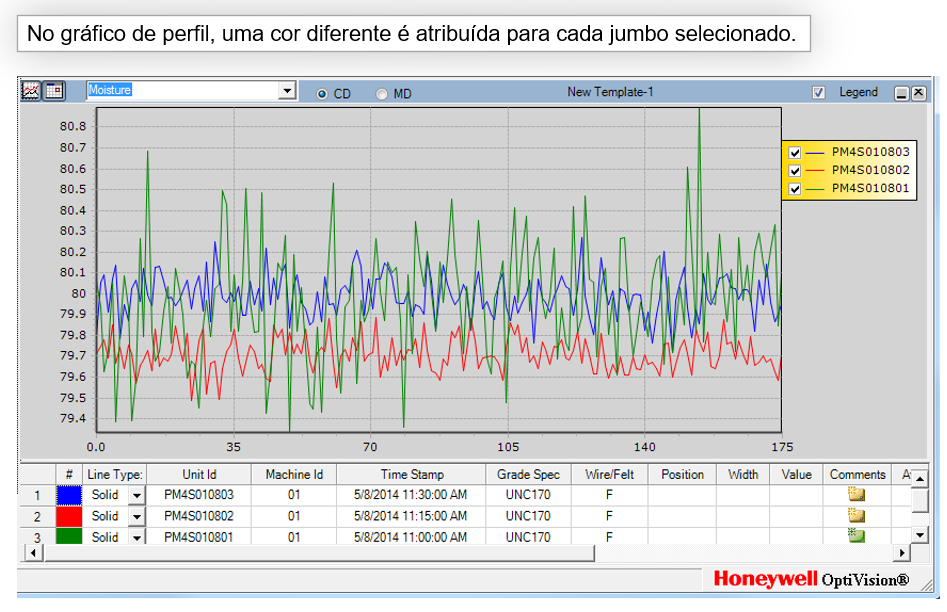 No gráfico de perfil, uma cor diferente é atribuída para cada jumbo selecionado.
Moisture CD MD New Template-1 Legend
80.8
80.7
80.6
80.5
80.4
80.3
80.2
80.1
80
79.9
79.8
79.7
79.6
79.5
79.4
0.0 35 70 105 140 175
PM4S010803
PM4S010802
PM4S010801
# Line Type: Unit Id Machine Id Time Stamp Grade Spec Wire/Felt Position Width Value Comments
1 Solid PM4S010803 01 5/8/2014 11:30:00 AM UNC170 F
2 Solid PM4S010802 01 5/8/2014 11:15:00 AM UNC170 F
3 Solid PM4S010801 01 5/8/2014 11:00:00 AM UNC170 F
Honeywell OptiVision®